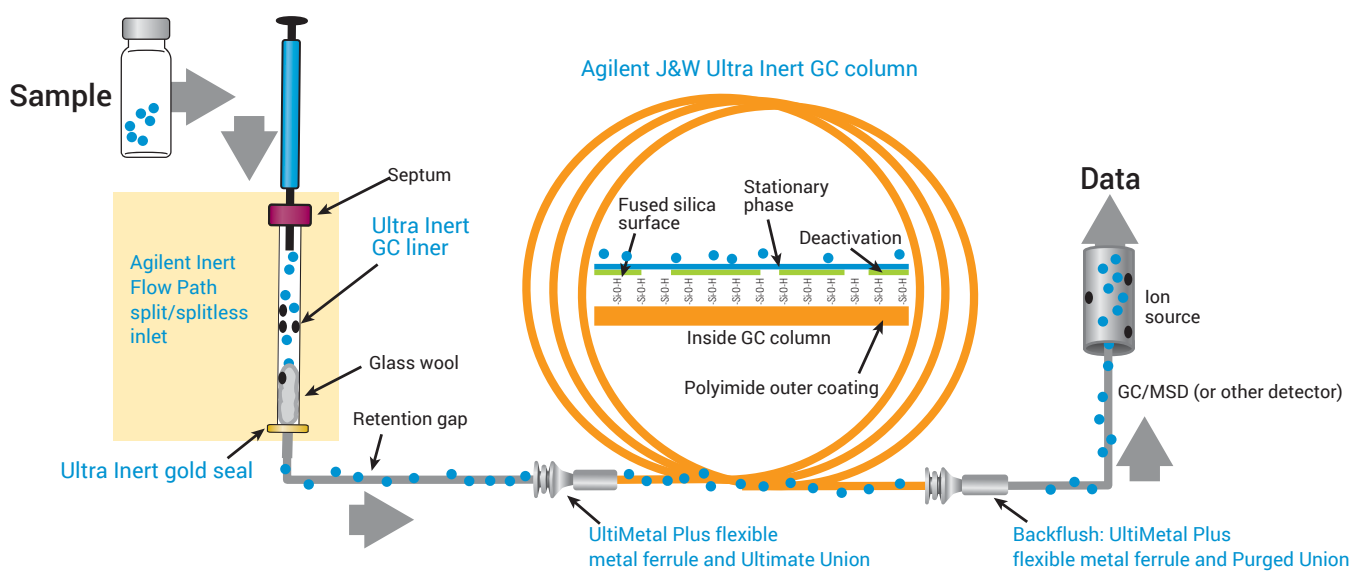 Agilent J&W Ultra Inert GC column
Sample
Septum
Ultra Inert
GC liner
Agilent Inert
Flow Path
split/splitless
inlet
Glass wool
Retention gap
Ultra Inert gold seal
UltiMetal Plus flexible
metal ferrule and Ultimate Union
Fused silica
surface
Stationary
phase
Deactivation
-Si-O-H -Si-O-H -Si-O-H -Si-O-H -Si-O-H -Si-O-H -Si-O-H -Si-O-H -Si-O-H -Si-O-H -Si-O-H -Si-O-H -Si-O-H
Inside GC column
Polyimide outer coating
Data
Ion
source
GC/MSD (or other detector)
Backflush: UltiMetal Plus
flexible metal ferrule and Purged Union